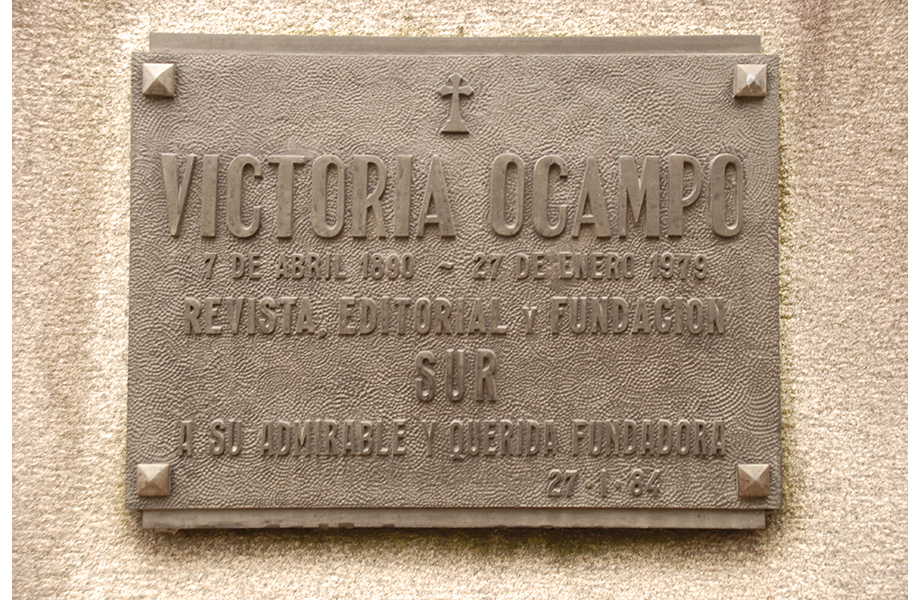 VICTORIA OCAMPO
7 DE ABRIL 1890 ~ 27 DE ENERO 1979
REVISTA, EDITORIAL Y FUNDACION
SUR
A SU ADMIRABLE Y QUERIDA FUNDADORA
27·1·84